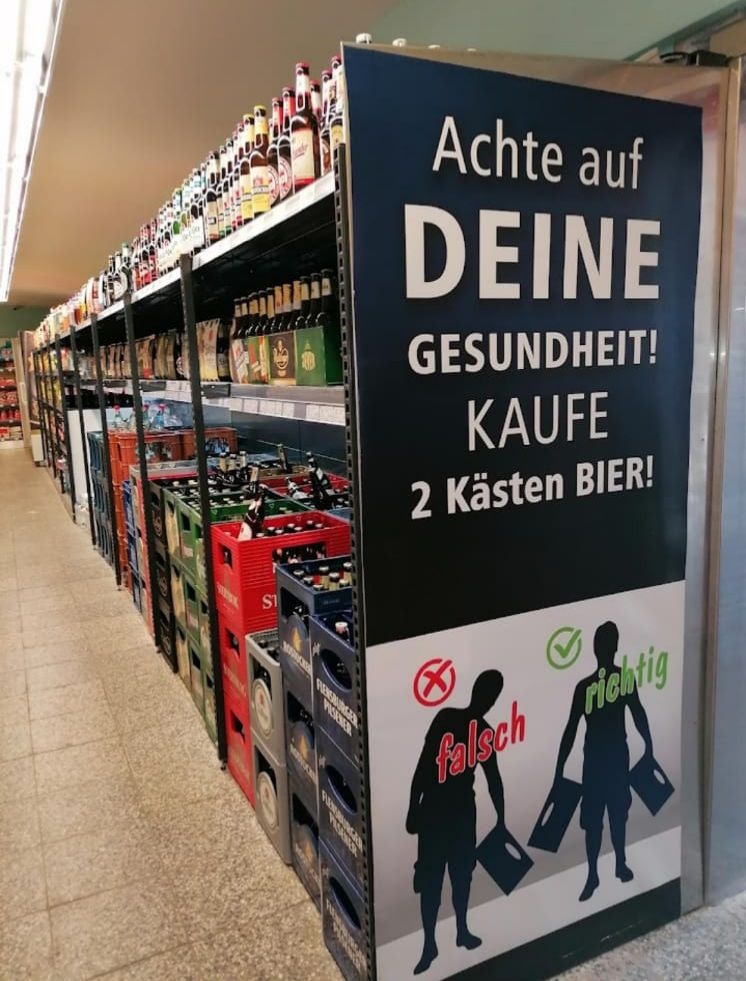 Achte auf
DEINE
GESUNDHEIT!
KAUFE
2 Kästen BIER!
falsch
richtig
FLENSBURGER
PILSENER
FLENSBURGER
PILSENER